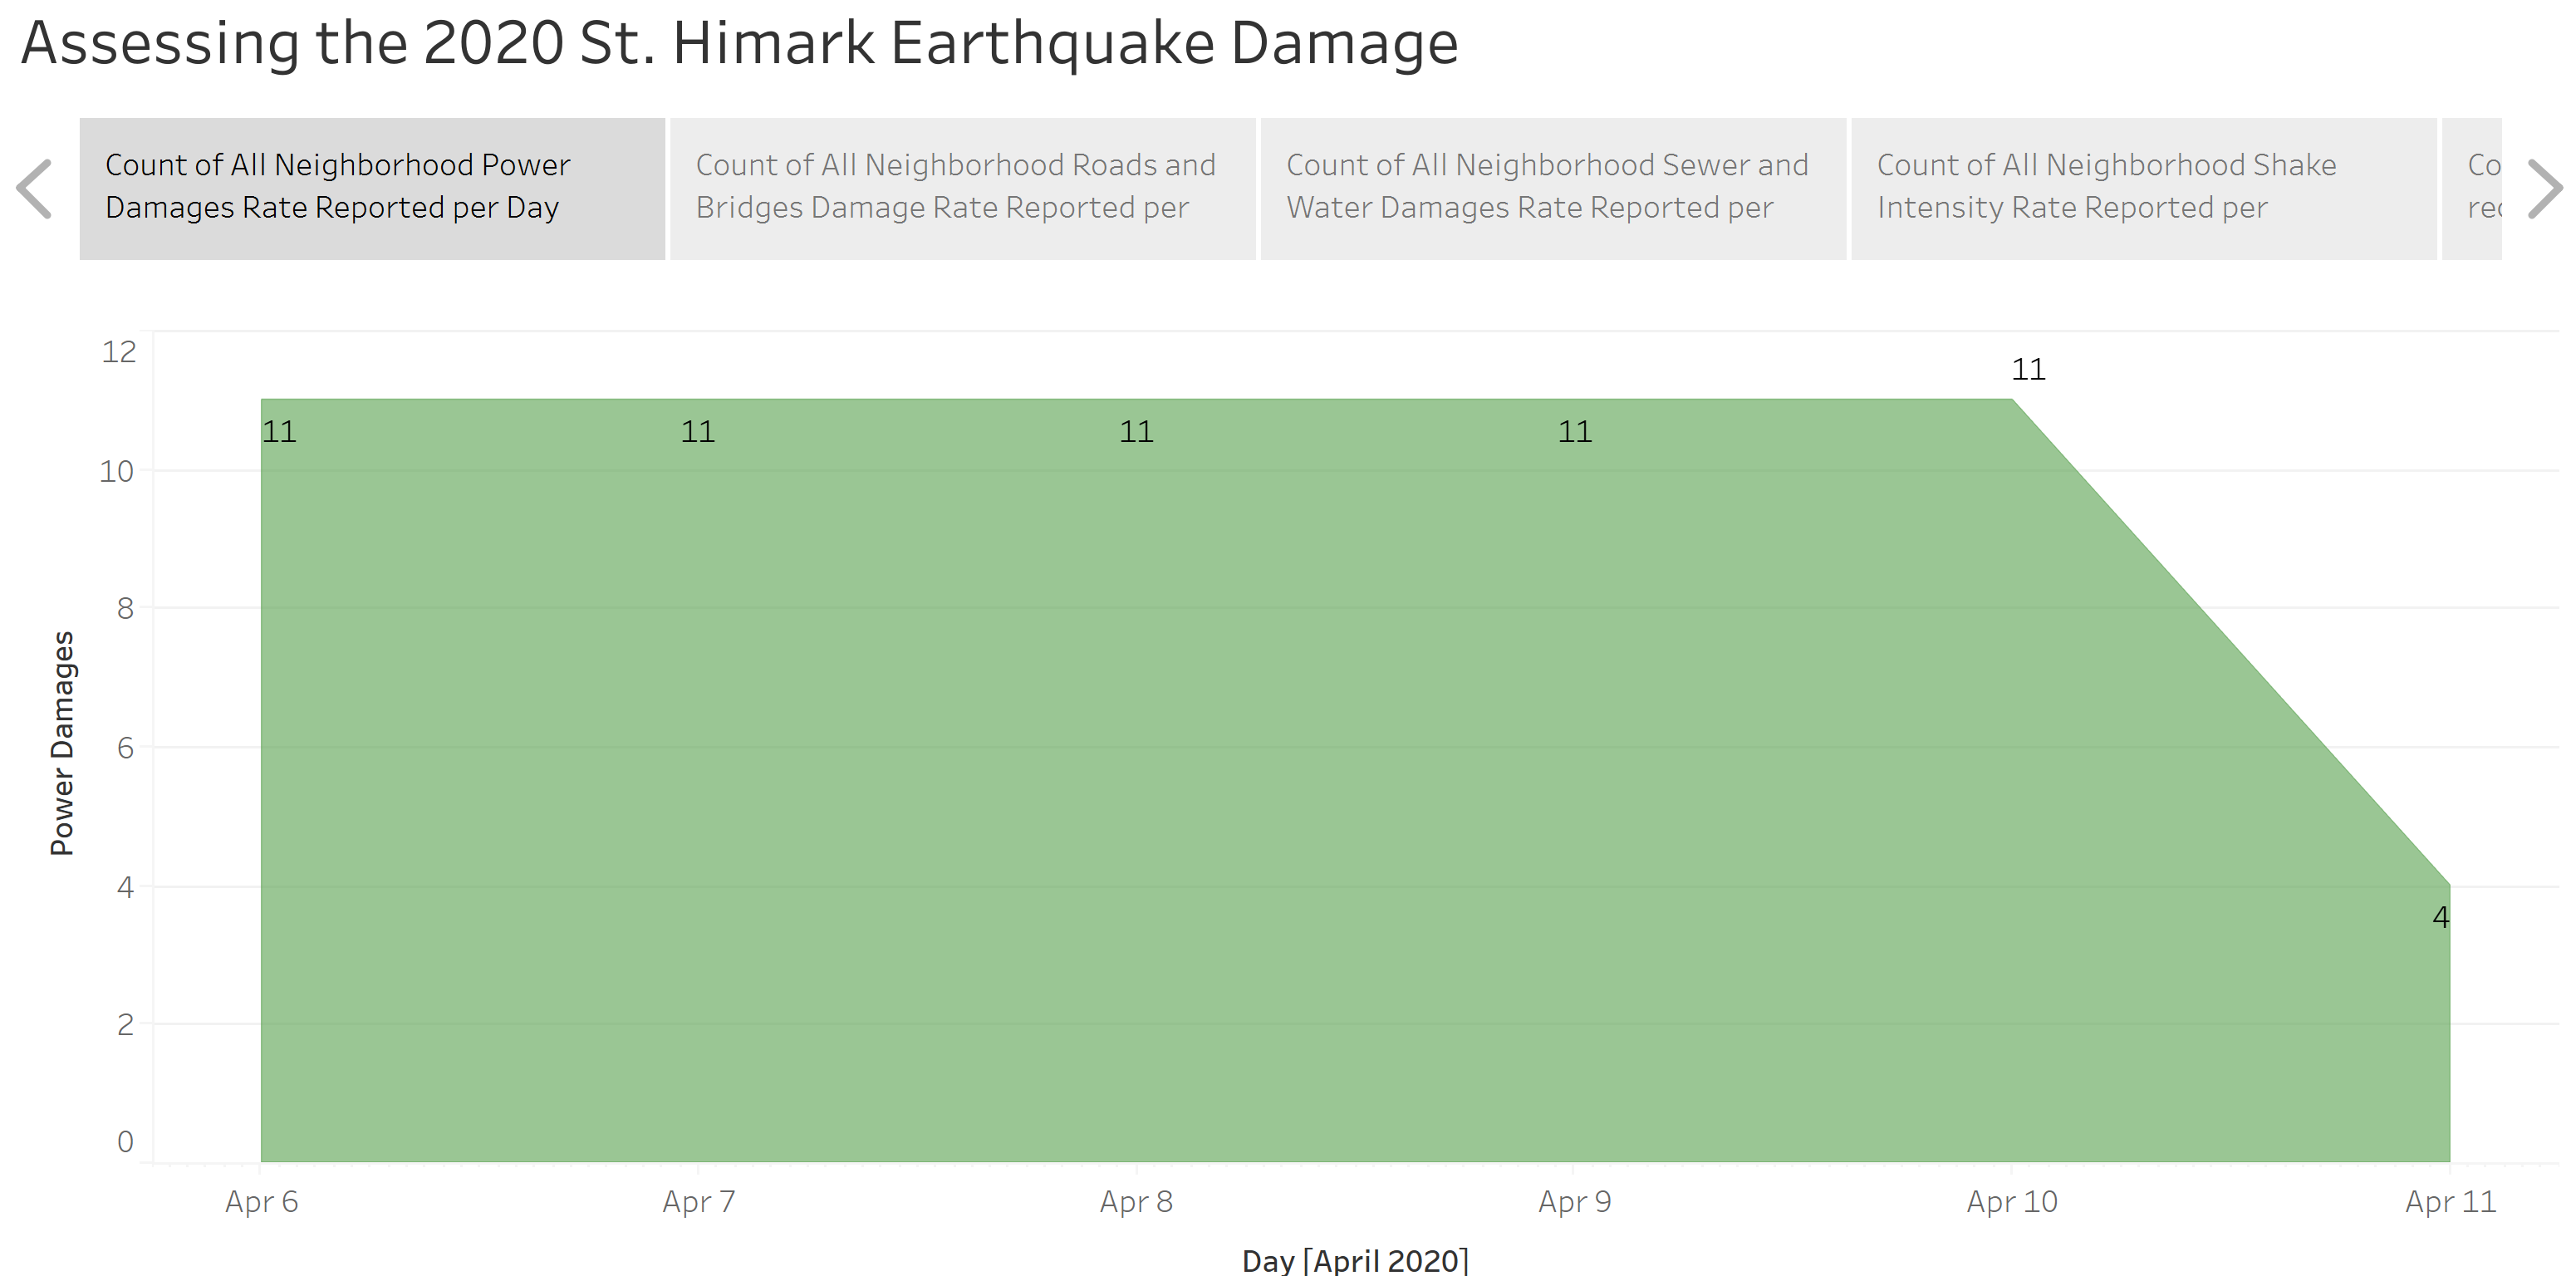 Assessing the 2020 St. Himark Earthquake Damage
Count of All Neighborhood Power
Damages Rate Reported per Day
Count of All Neighborhood Roads and
Bridges Damage Rate Reported per
Count of All Neighborhood Sewer and
Water Damages Rate Reported per
Count of All Neighborhood Shake
Intensity Rate Reported per
12
10
8
6
4
2
0
Power Damages
11
11
11
11
11
4
Apr 6
Apr 7
Apr 8
Apr 9
Apr 10
Apr 11
Day [April 2020]